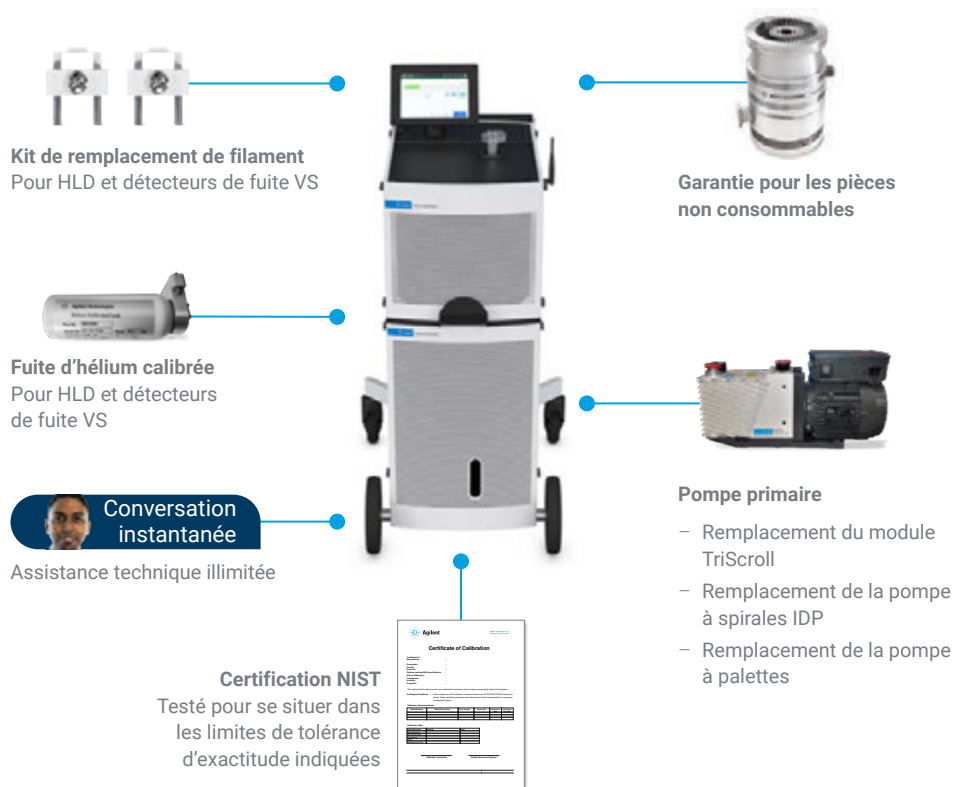 Kit de remplacement de filament
Pour HLD et détecteurs de fuite VS
Garantie pour les pièces
non consommables
Agilent Technologies
Fuite d'hélium calibrée
Pour HLD et détecteurs
de fuite VS
Conversation
instantanée
Assistance technique illimitée
Pompe primaire
– Remplacement du module
TriScroll
– Remplacement de la pompe
à spirales IDP
– Remplacement de la pompe
à palettes
Agilent
Certificate of Calibration
Certification NIST
Testé pour se situer dans
les limites de tolérance
d'exactitude indiquées